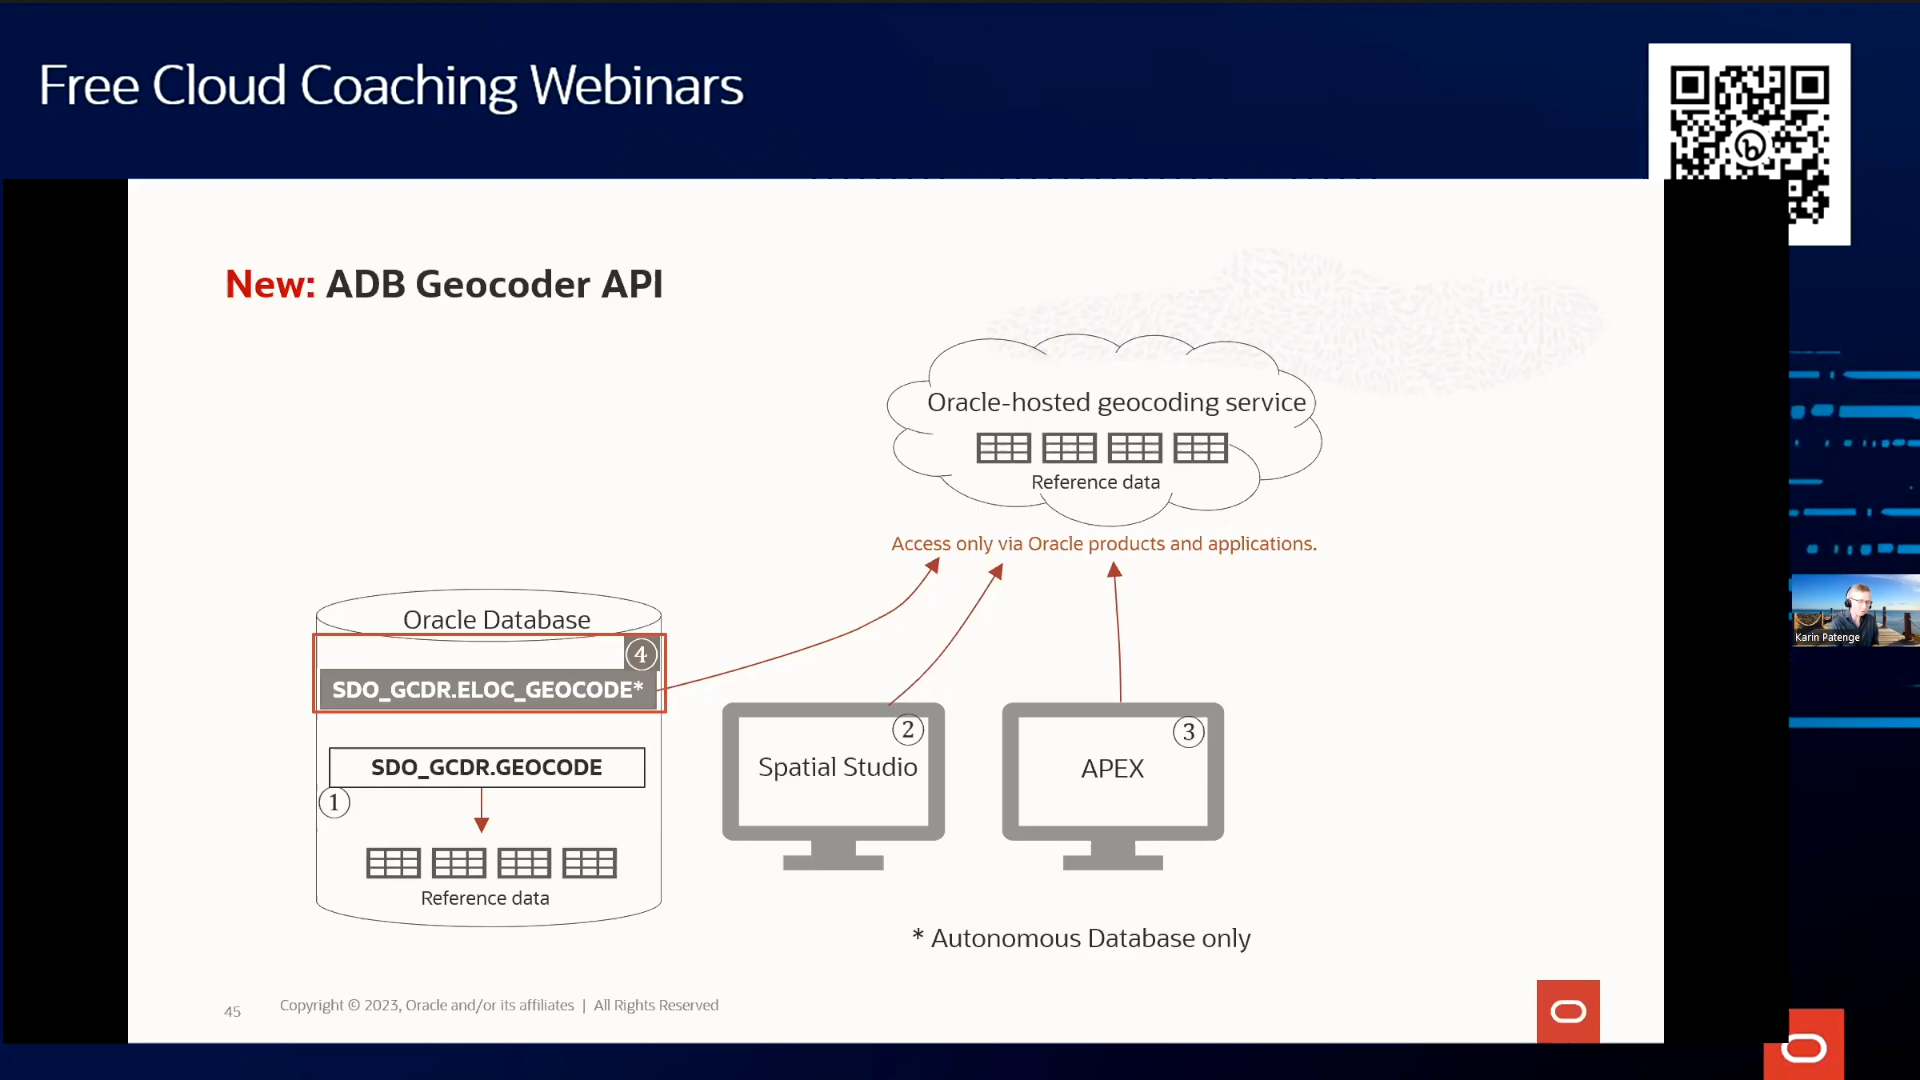 Free Cloud Coaching Webinars
New: ADB Geocoder API
Oracle-hosted geocoding service
Reference data
Access only via Oracle products and applications.
Oracle Database
④
SDO_GCDR.ELOC_GEOCODE*
SDO_GCDR.GEOCODE
①
Reference data
②
Spatial Studio
③
APEX
* Autonomous Database only
45
Copyright © 2023, Oracle and/or its affiliates | All Rights Reserved
Karin Patenge